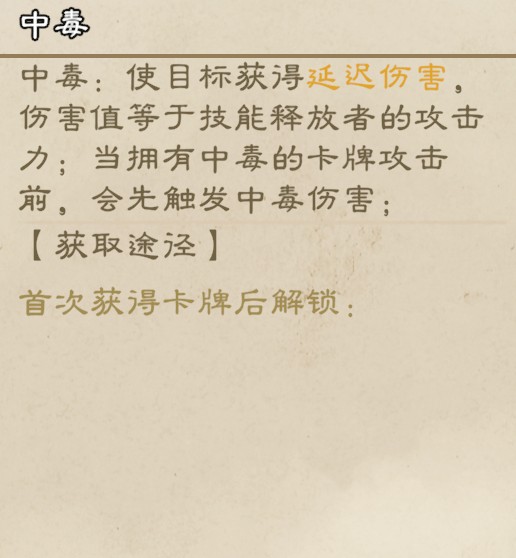 中毒
中毒：使目标获得延迟伤害，
伤害值等于技能释放者的攻击
力；当拥有中毒的卡牌攻击
前，会先触发中毒伤害；
【获取途径】
首次获得卡牌后解锁：